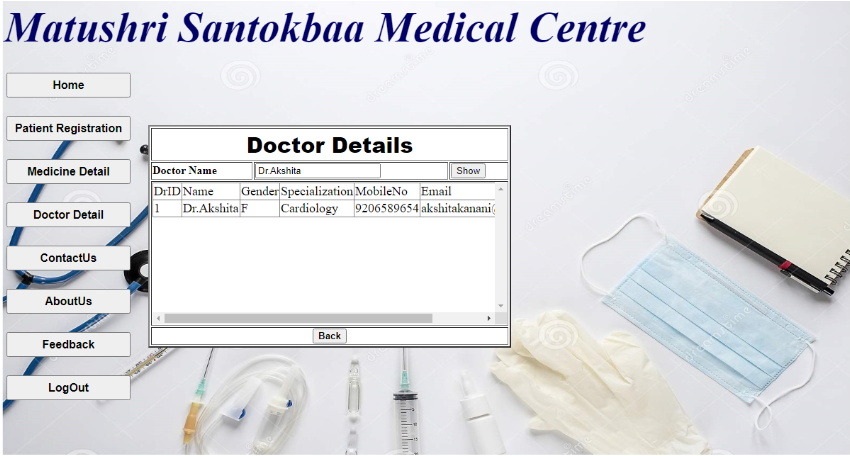 Matushri Santokbaa Medical Centre
Home
Patient Registration
Medicine Detail
Doctor Detail
ContactUs
AboutUs
Feedback
LogOut
Doctor Details
Doctor Name Dr.Akshita Show
DrID Name Gender Specialization MobileNo Email
1 Dr.Akshita F Cardiology 9206589654 akshitakanani@
Back